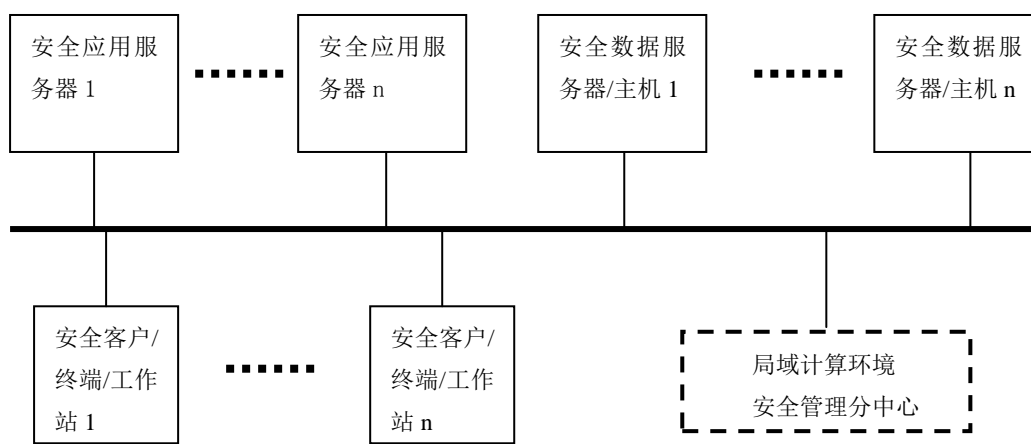 安全应用服
务器 1
安全应用服
务器 n
安全数据服
务器/主机 1
安全数据服
务器/主机 n
安全客户/
终端/工作
站 1
安全客户/
终端/工作
站 n
局域计算环境
安全管理分中心